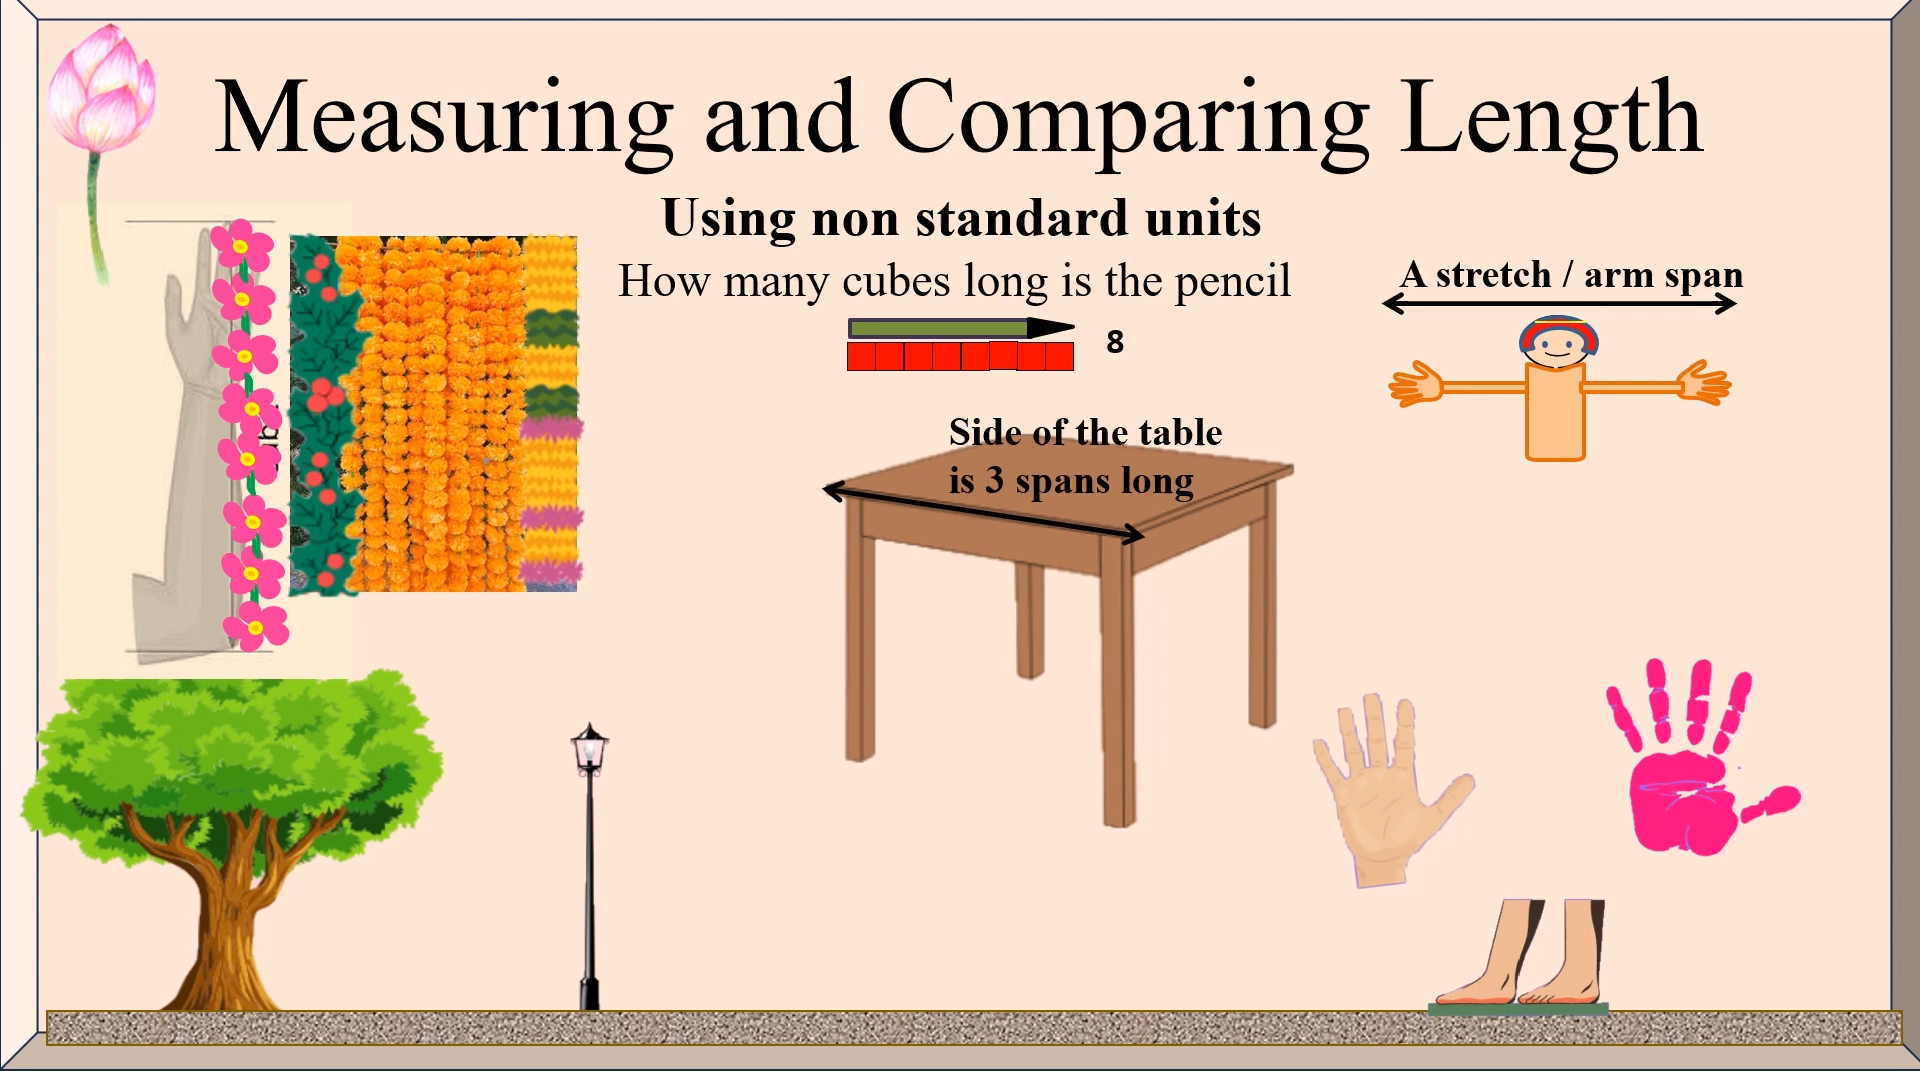 Measuring and Comparing Length
Using non standard units
How many cubes long is the pencil
8
A stretch / arm span
Side of the table
is 3 spans long